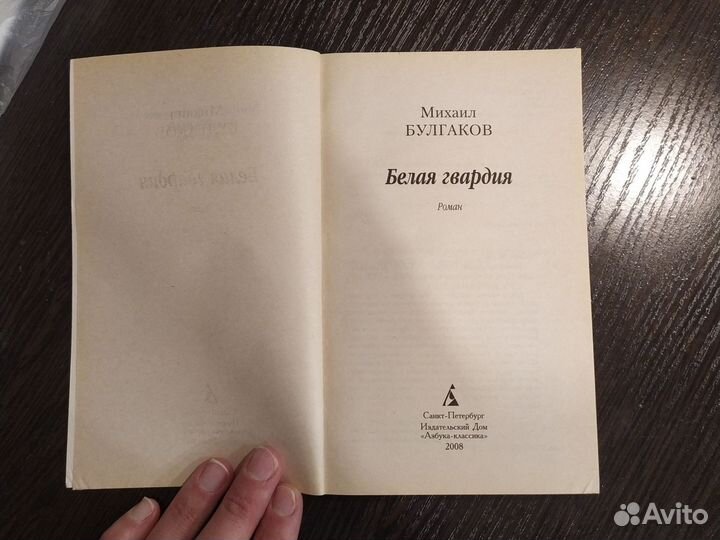 Михаил
БУЛГАКОВ
Белая гвардия
Роман
Санкт-Петербург
Издательский Дом
«Азбука-классика»
2008
Avito